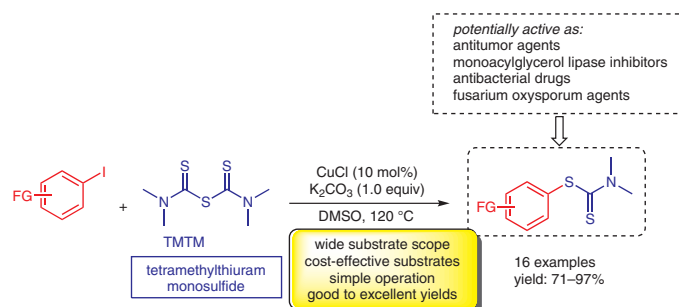 potentially active as:
antitumor agents
monoacylglycerol lipase inhibitors
antibacterial drugs
fusarium oxysporum agents
FG
I
+
S
S
N
S
N
TMTM
tetramethylthiuram
monosulfide
CuCl (10 mol%)
K₂CO₃ (1.0 equiv)
DMSO, 120 °C
wide substrate scope
cost-effective substrates
simple operation
good to excellent yields
FG
S
N
S
16 examples
yield: 71–97%